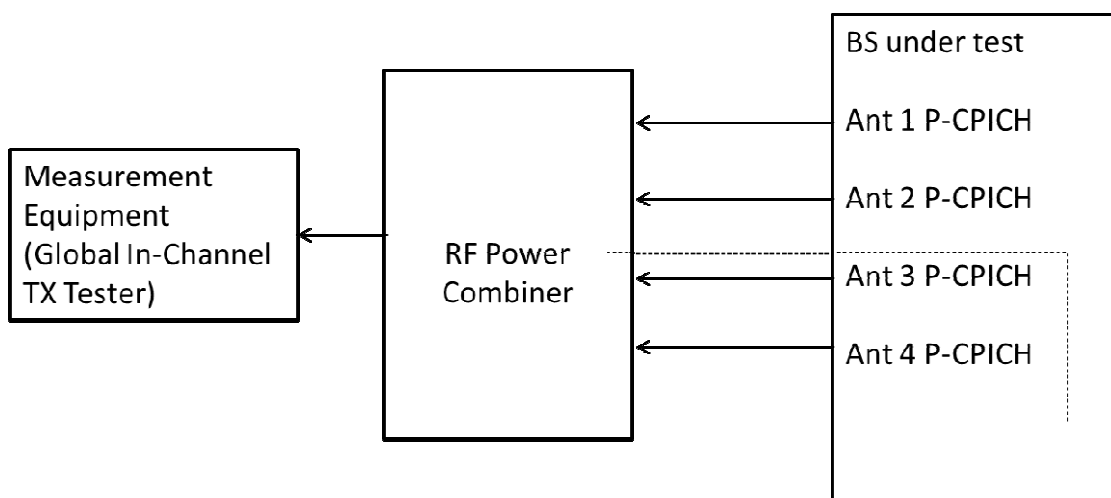 Measurement
Equipment
(Global In-Channel
TX Tester)
RF Power
Combiner
BS under test
Ant 1 P-CPICH
Ant 2 P-CPICH
Ant 3 P-CPICH
Ant 4 P-CPICH